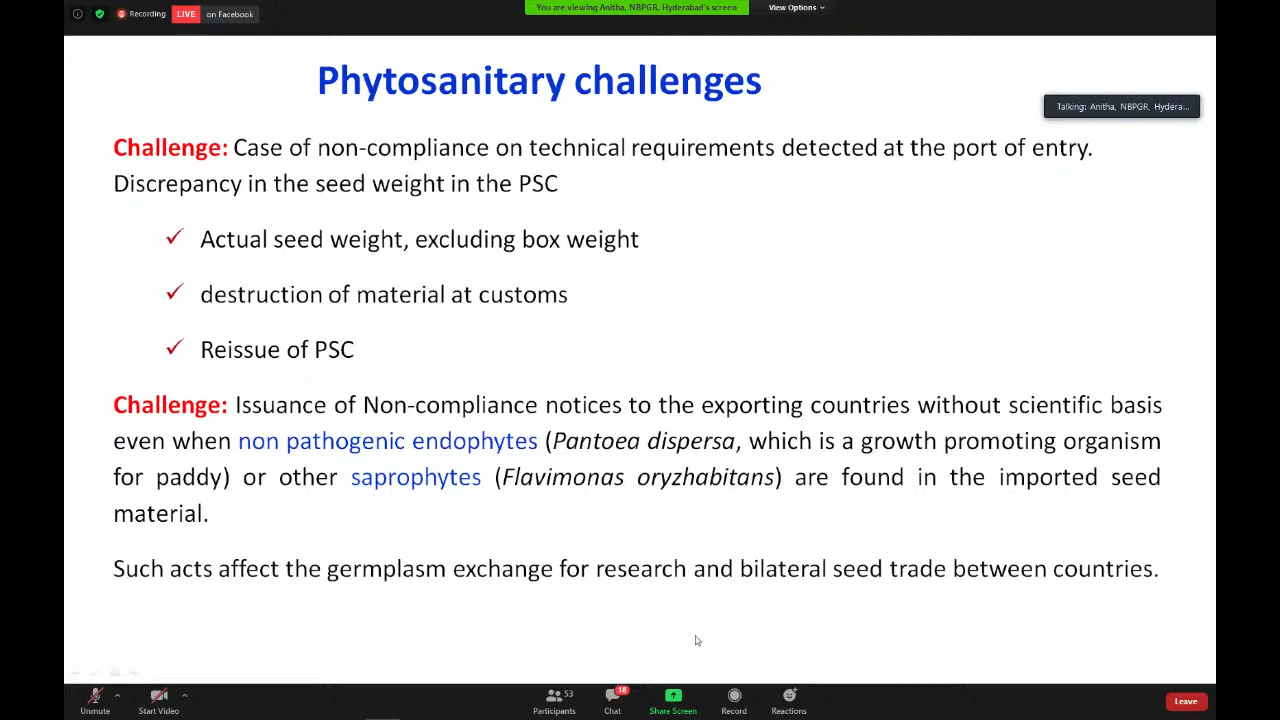 Recording LIVE on Facebook
You are viewing Anitha, NBPGR, Hyderabad's screen
View Options
Phytosanitary challenges
Talking: Anitha, NBPGR, Hydera...
Challenge: Case of non-compliance on technical requirements detected at the port of entry.
Discrepancy in the seed weight in the PSC
✓ Actual seed weight, excluding box weight
✓ destruction of material at customs
✓ Reissue of PSC
Challenge: Issuance of Non-compliance notices to the exporting countries without scientific basis
even when non pathogenic endophytes (Pantoea dispersa, which is a growth promoting organism
for paddy) or other saprophytes (Flavimonas oryzhabitans) are found in the imported seed
material.
Such acts affect the germplasm exchange for research and bilateral seed trade between countries.
53
18
Unmute
Start Video
Participants
Chat
Share Screen
Record
Reactions
Leave